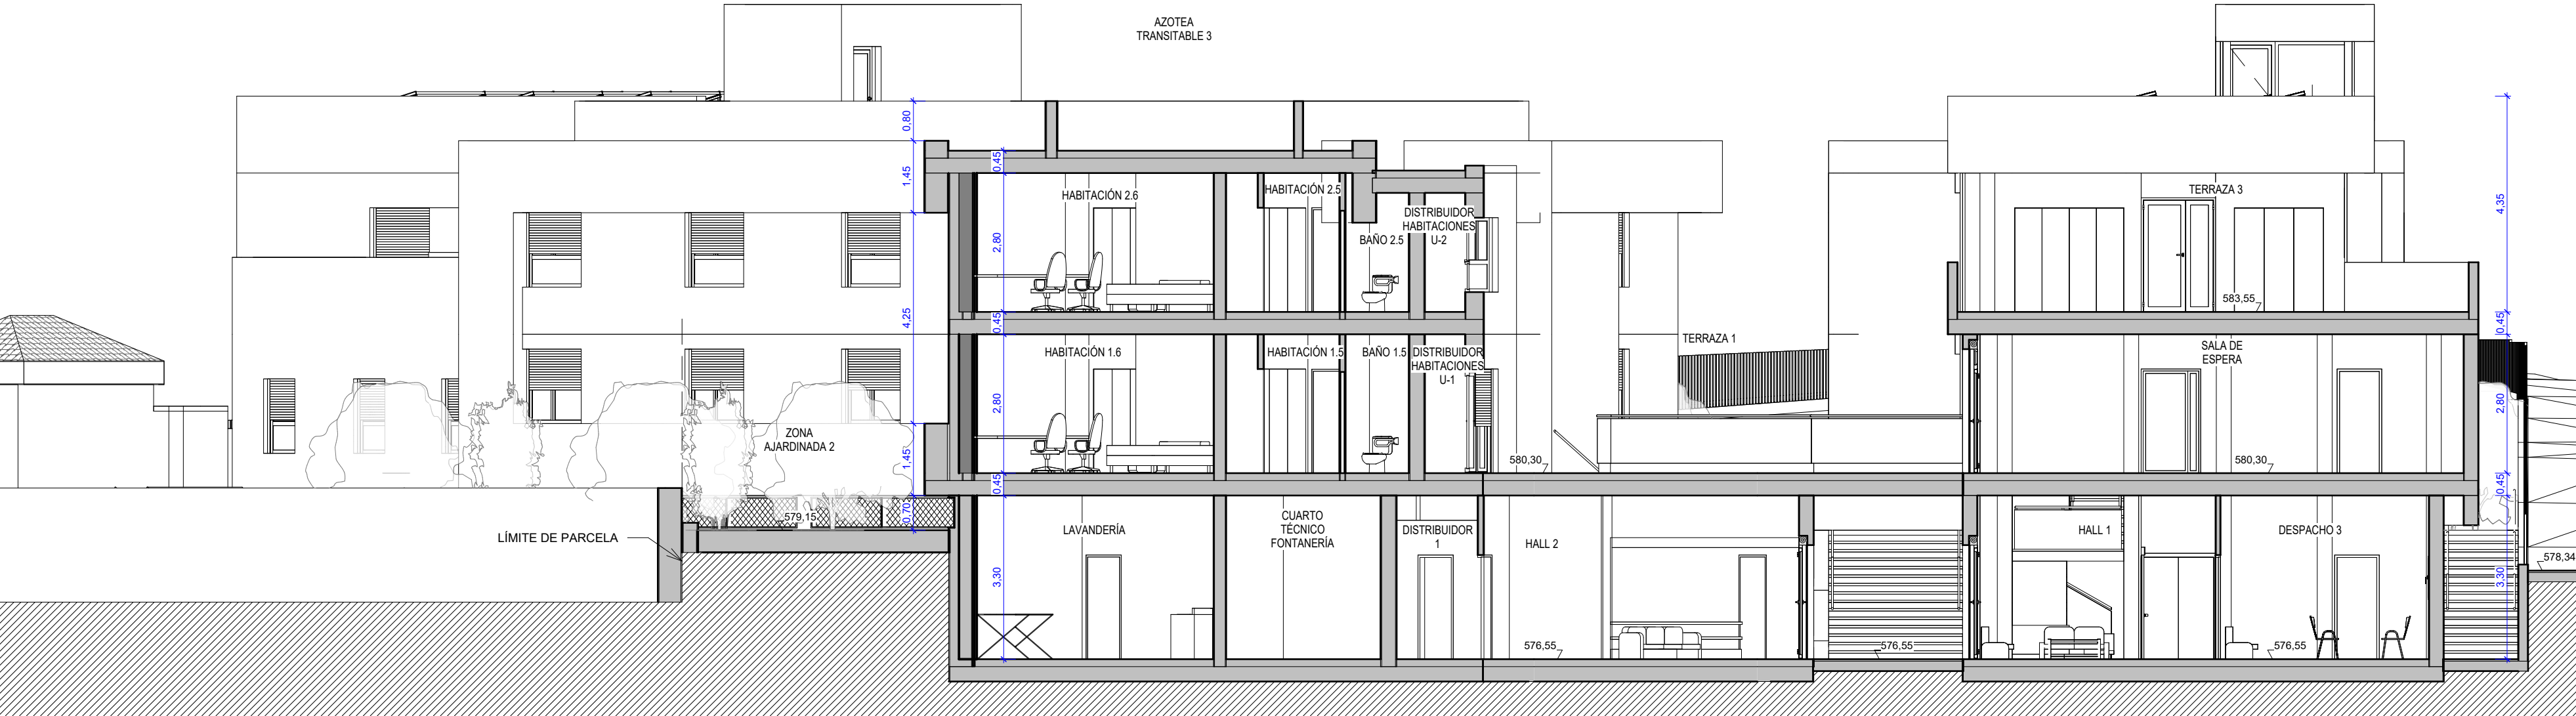 AZOTEA
TRANSITABLE 3
0,80
1,45
4,25
1,45
0,70
0,45
2,80
0,45
2,80
0,45
3,30
HABITACIÓN 2.6
HABITACIÓN 2.5
BAÑO 2.5
DISTRIBUIDOR
HABITACIONES
U-2
HABITACIÓN 1.6
HABITACIÓN 1.5
BAÑO 1.5
DISTRIBUIDOR
HABITACIONES
U-1
TERRAZA 1
TERRAZA 3
583,55
SALA DE
ESPERA
580,30
580,30
ZONA
AJARDINADA 2
579,15
LÍMITE DE PARCELA
LAVANDERÍA
CUARTO
TÉCNICO
FONTANERÍA
DISTRIBUIDOR
1
HALL 2
576,55
576,55
HALL 1
DESPACHO 3
576,55
4,35
0,45
2,80
0,45
3,30
578,34